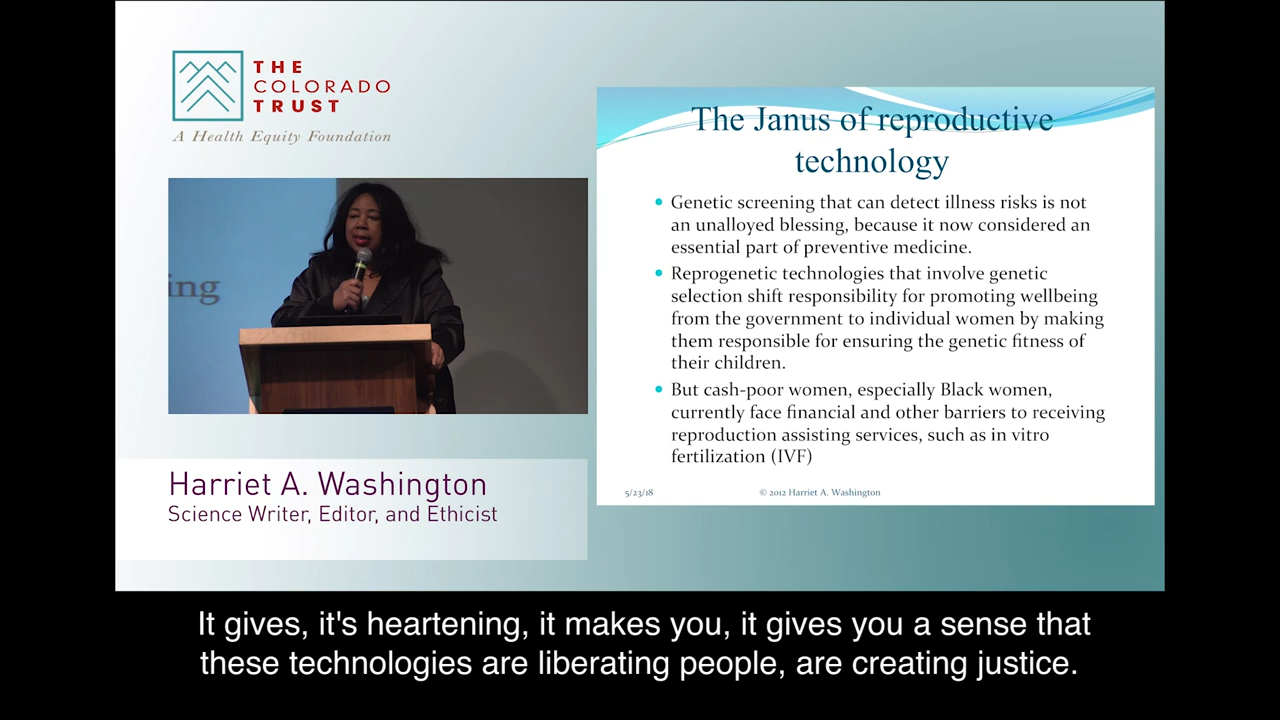 THE
COLORADO
TRUST
A Health Equity Foundation
ing
Harriet A. Washington
Science Writer, Editor, and Ethicist
The Janus of reproductive
technology
• Genetic screening that can detect illness risks is not
an unalloyed blessing, because it now considered an
essential part of preventive medicine.
• Reprogenetic technologies that involve genetic
selection shift responsibility for promoting wellbeing
from the government to individual women by making
them responsible for ensuring the genetic fitness of
their children.
• But cash-poor women, especially Black women,
currently face financial and other barriers to receiving
reproduction assisting services, such as in vitro
fertilization (IVF)
5/23/18
© 2012 Harriet A. Washington
It gives, it's heartening, it makes you, it gives you a sense that
these technologies are liberating people, are creating justice.